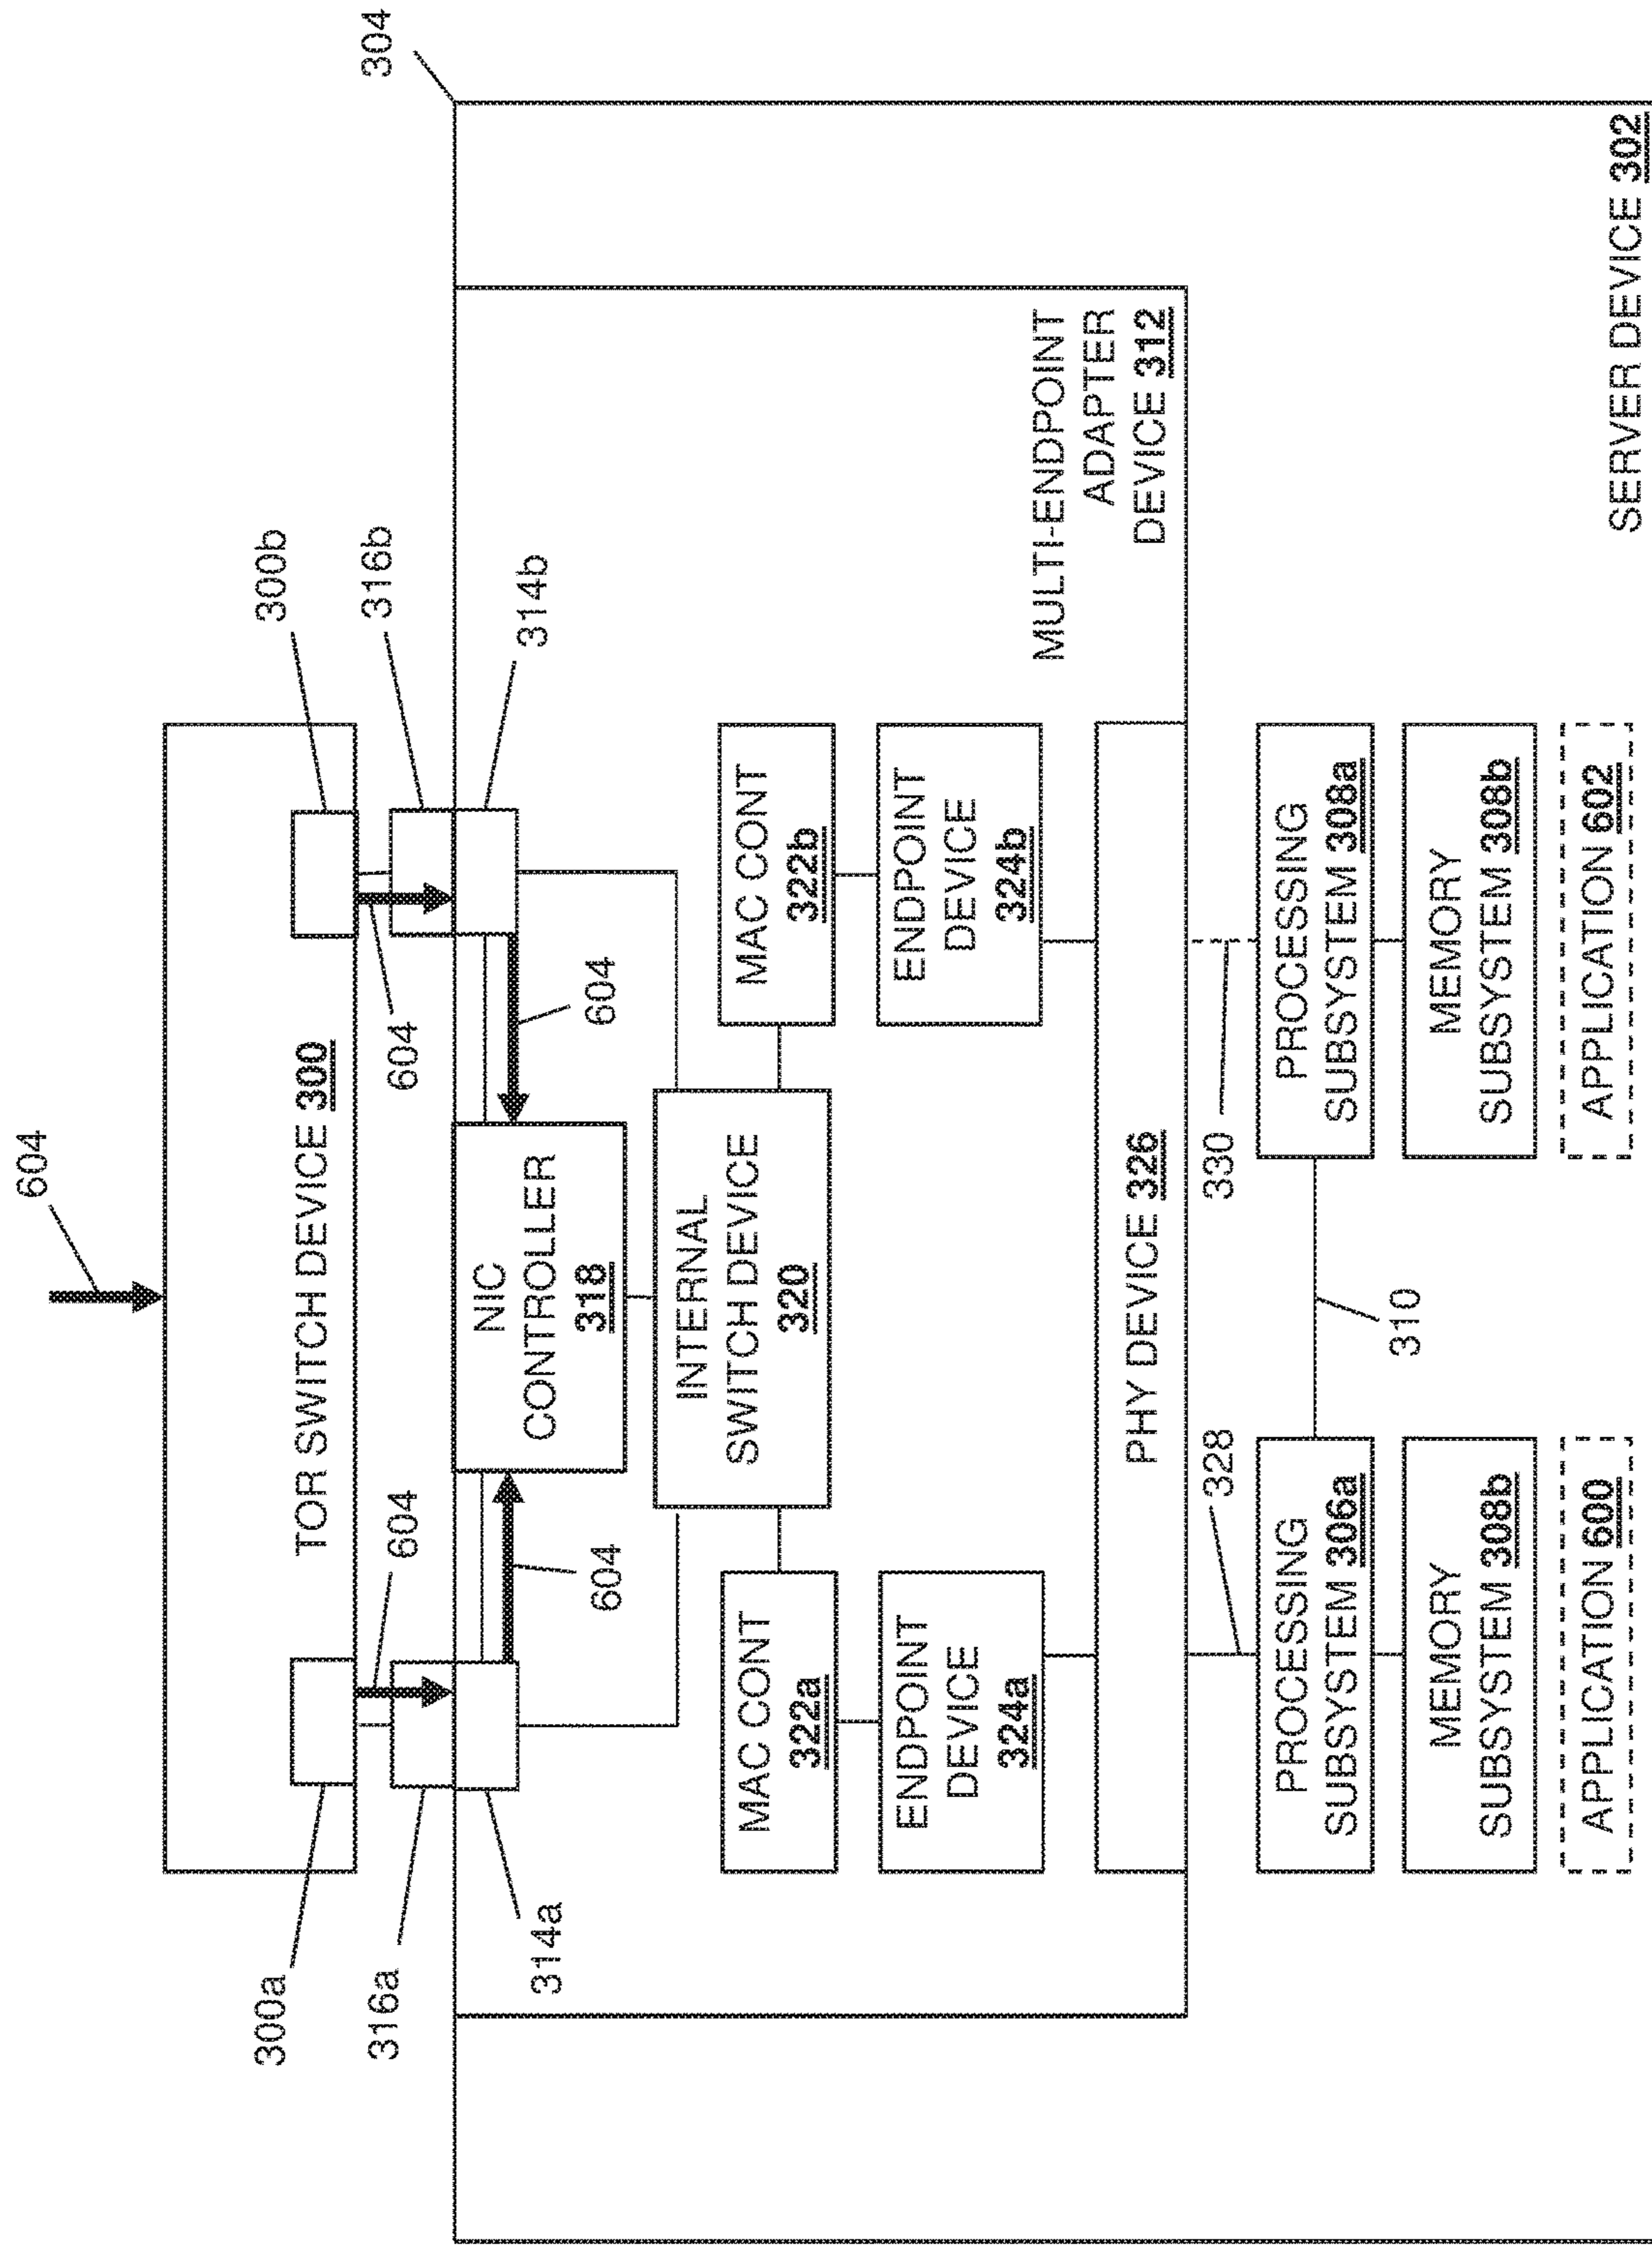 604
300a
300b
TOR SWITCH DEVICE 300
604
604
316a
316b
304
314a
314b
604
604
NIC
CONTROLLER
318
INTERNAL
SWITCH DEVICE
320
MAC CONT
322a
MAC CONT
322b
ENDPOINT
DEVICE
324a
ENDPOINT
DEVICE
324b
MULTI-ENDPOINT
ADAPTER
DEVICE 312
PHY DEVICE 326
328
330
PROCESSING
SUBSYSTEM 306a
310
PROCESSING
SUBSYSTEM 308a
MEMORY
SUBSYSTEM 308b
MEMORY
SUBSYSTEM 308b
APPLICATION 600
APPLICATION 602
SERVER DEVICE 302